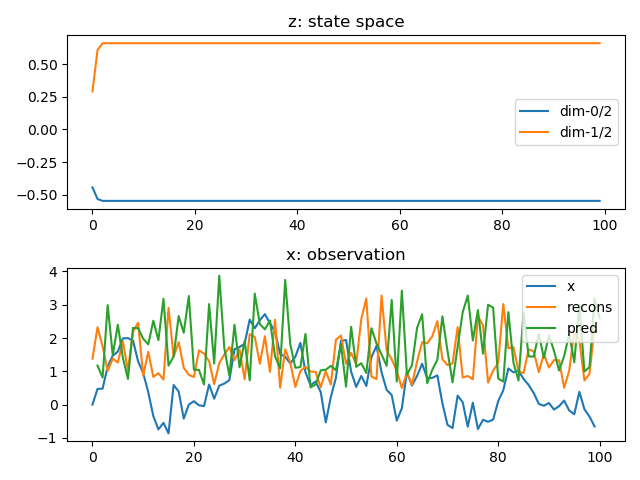 z: state space
0.50
0.25
0.00
−0.25
−0.50
dim-0/2
dim-1/2
0 20 40 60 80 100
x: observation
4
3
2
1
0
−1
x
recons
pred
0 20 40 60 80 100